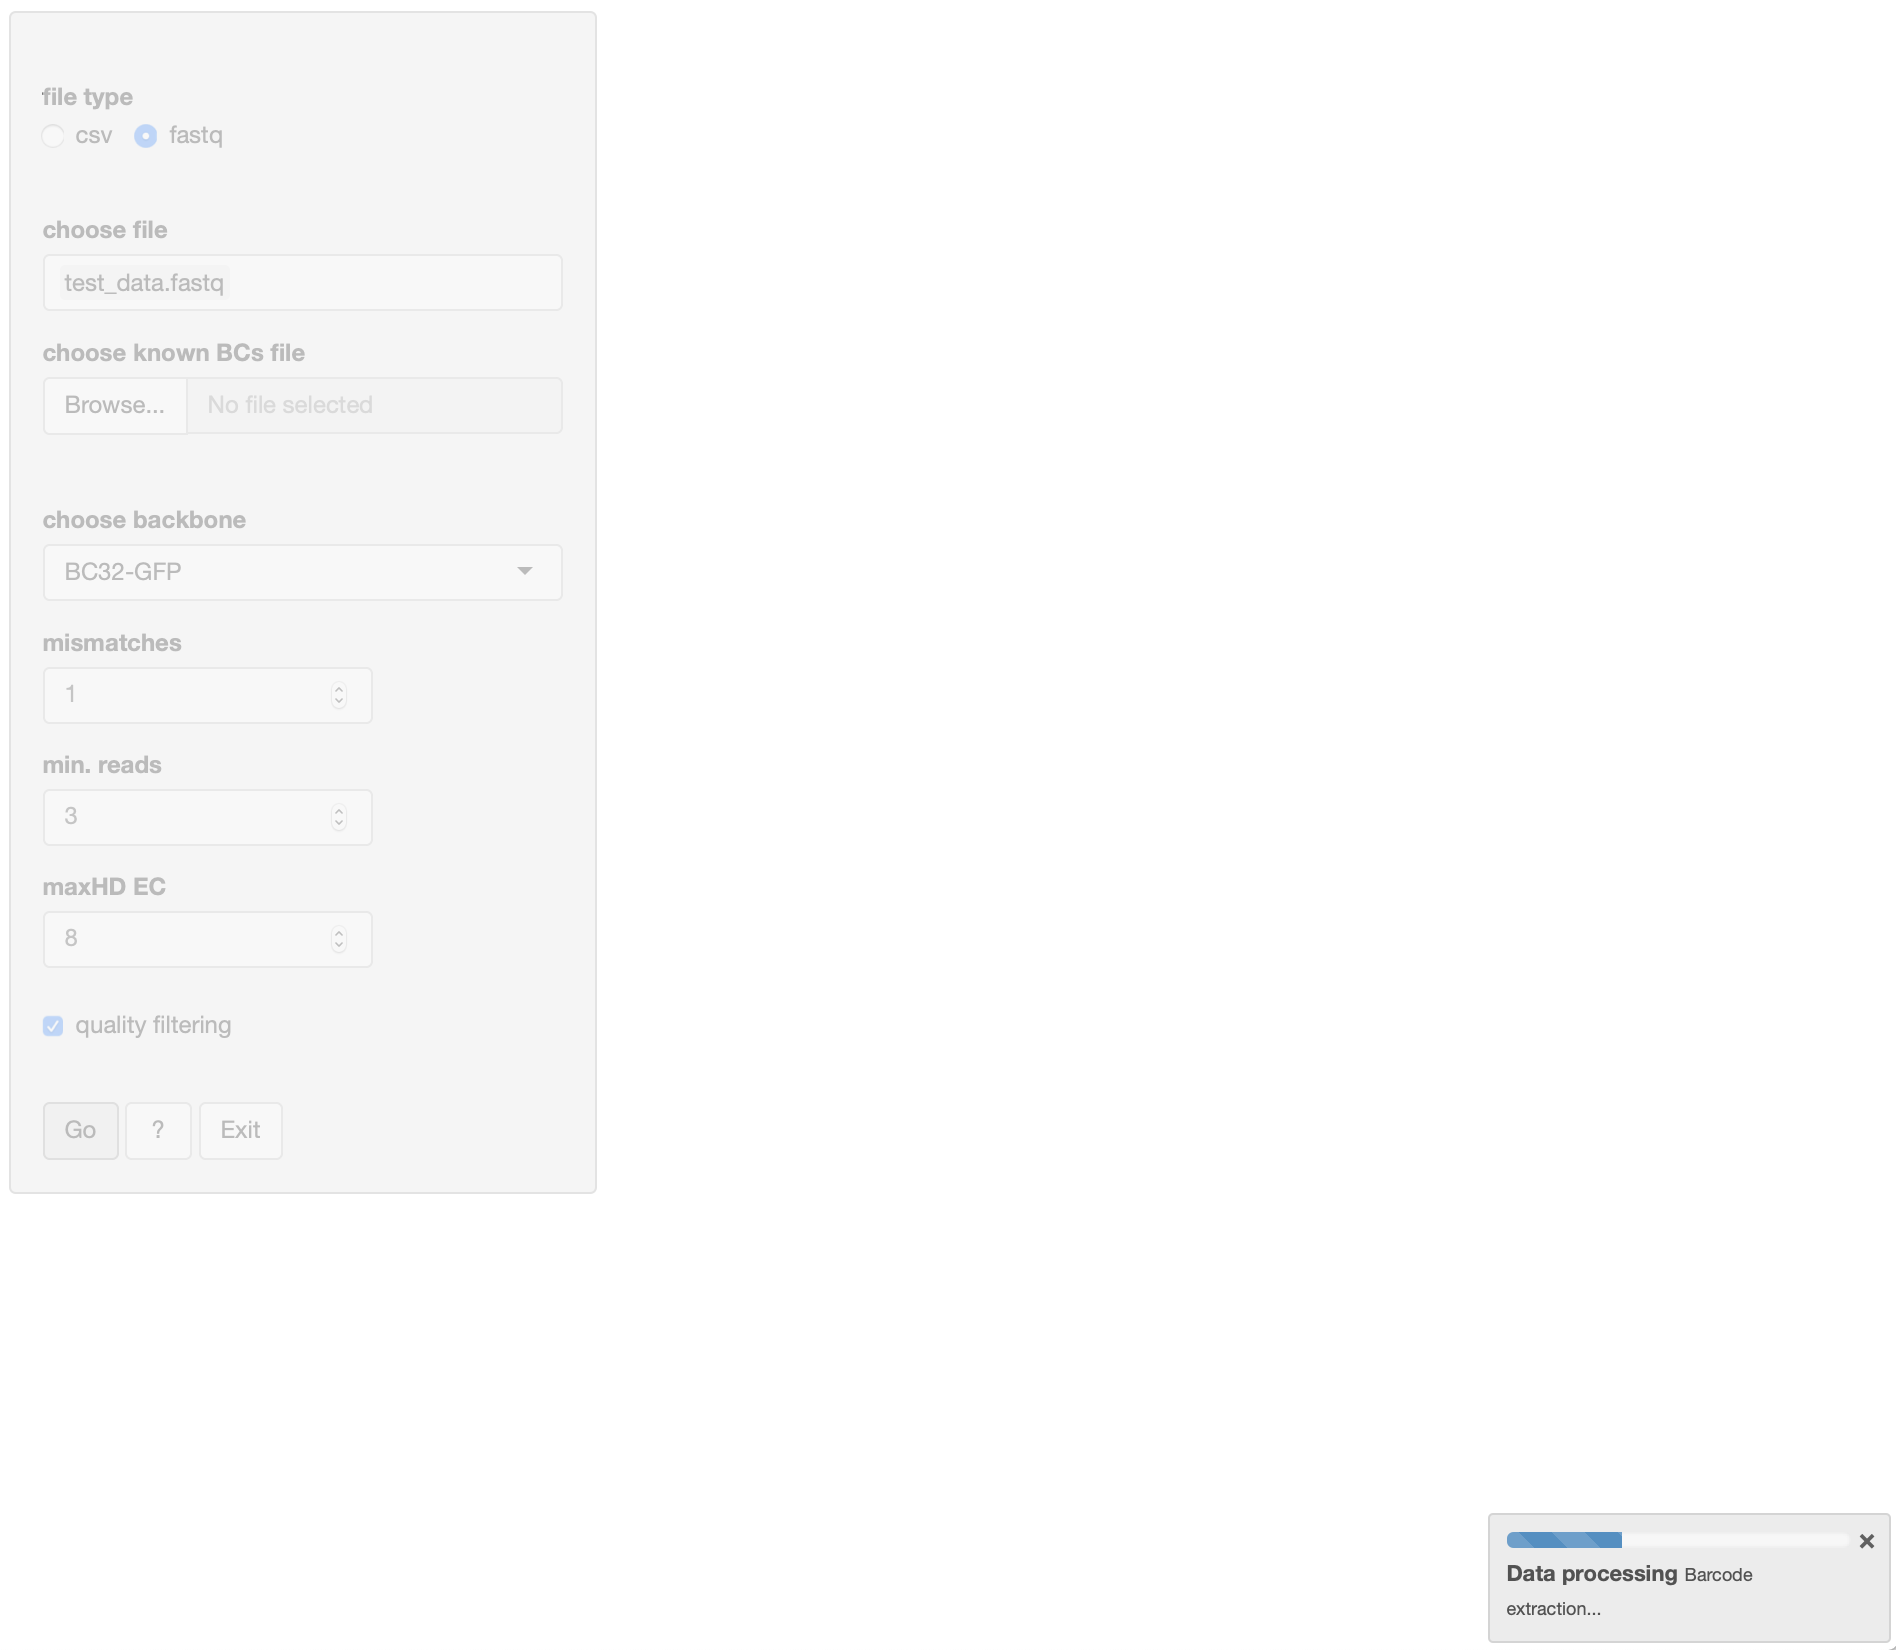 file type
csv fastq
choose file
test_data.fastq
choose known BCs file
Browse... No file selected
choose backbone
BC32-GFP
mismatches
1
min. reads
3
maxHD EC
8
quality filtering
Go ? Exit
Data processing Barcode
extraction...